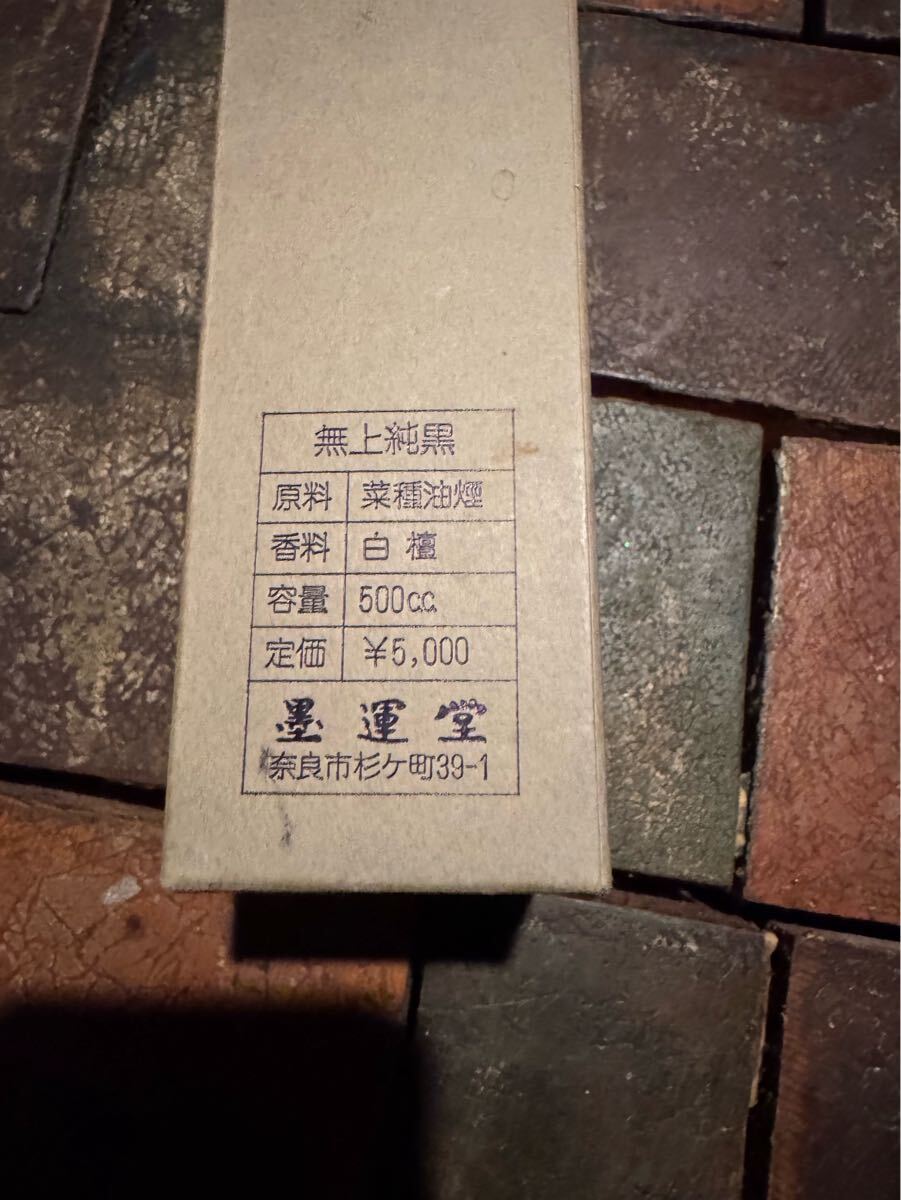 無上純黒
原料 菜種油煙
香料 白檀
容量 500cc.
定価 ¥5,000
墨運堂
奈良市杉ケ町39-1